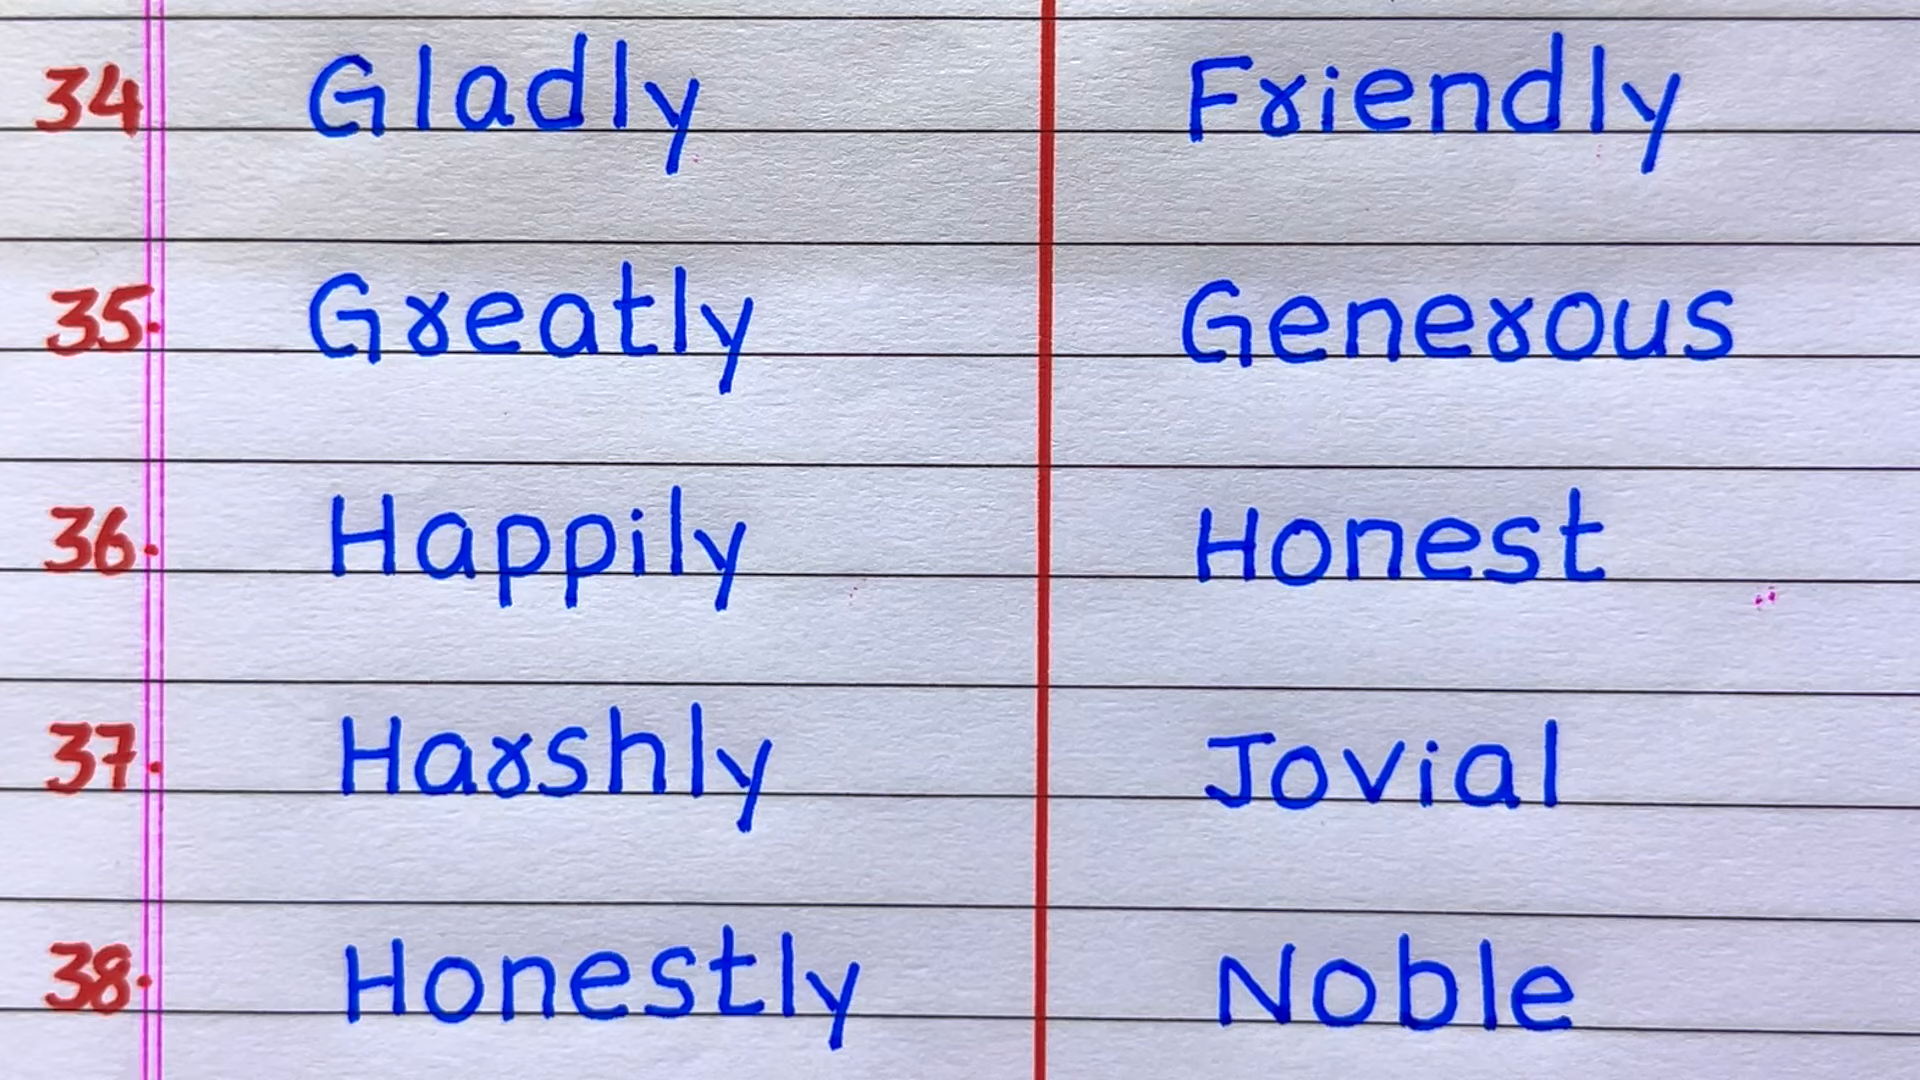 34 Gladly Friendly
35. Greatly Generous
36. Happily Honest
37. Harshly Jovial
38. Honestly Noble